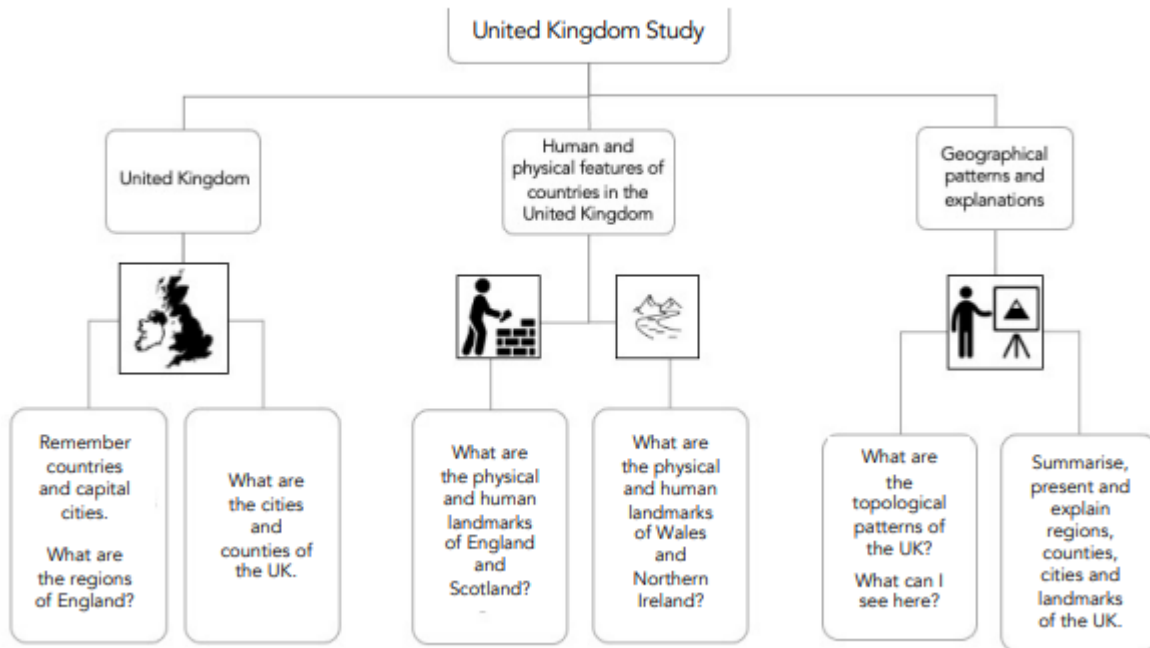 United Kingdom Study
United Kingdom
Human and
physical features of
countries in the
United Kingdom
Geographical
patterns and
explanations
Remember
countries
and capital
cities.
What are
the regions
of England?
What are
the cities
and
counties of
the UK.
What are
the physical
and human
landmarks
of England
and
Scotland?
What are
the physical
and human
landmarks
of Wales
and
Northern
Ireland?
What are
the
topological
patterns of
the UK?
What can I
see here?
Summarise,
present and
explain
regions,
counties,
cities and
landmarks
of the UK.